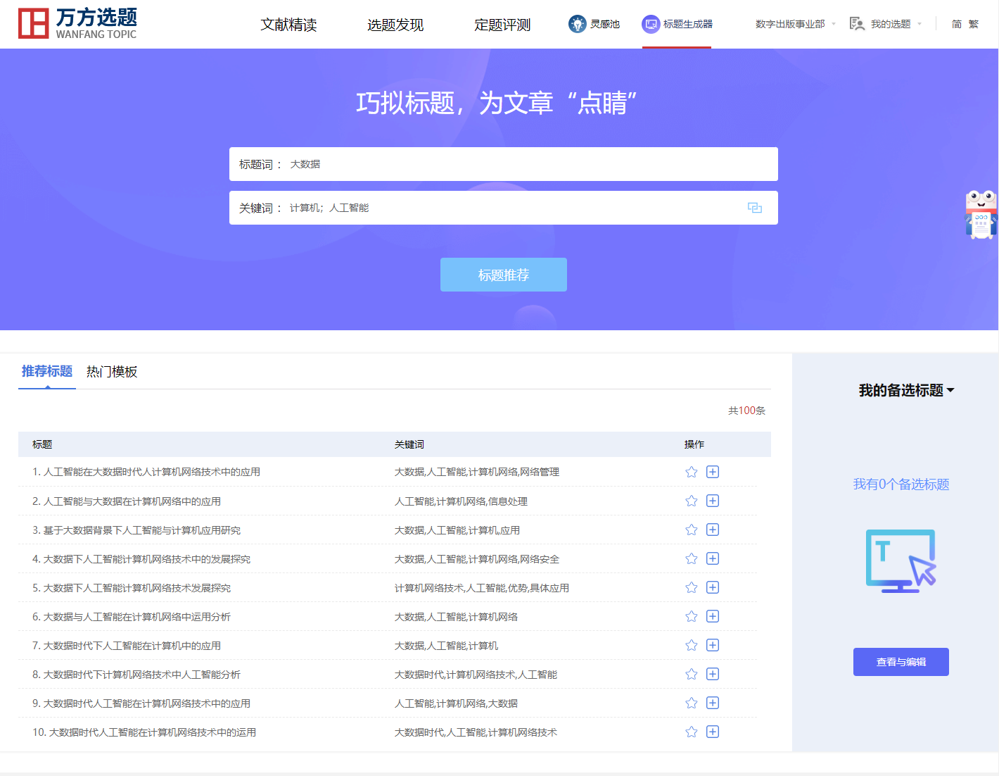 万方选题
WANFANG TOPIC
文献精读 选题发现 定题评测 灵感池 标题生成器 数字出版事业部 我的选题 简 繁
巧拟标题，为文章“点睛”
标题词： 大数据
关键词： 计算机；人工智能
标题推荐
推荐标题 热门模板
共100条
标题 关键词 操作
1. 人工智能在大数据时代人计算机网络技术中的应用 大数据,人工智能,计算机网络,网络管理
2. 人工智能与大数据在计算机网络中的应用 人工智能,计算机网络,信息处理
3. 基于大数据背景下人工智能与计算机应用研究 大数据,人工智能,计算机,应用
4. 大数据下人工智能计算机网络技术中的发展探究 大数据,人工智能,计算机网络,网络安全
5. 大数据下人工智能计算机网络技术发展探究 计算机网络技术,人工智能,优势,具体应用
6. 大数据与人工智能在计算机网络中运用分析 大数据,人工智能,计算机网络
7. 大数据时代下人工智能在计算机中的应用 大数据,人工智能,计算机
8. 大数据时代下计算机网络技术中人工智能分析 大数据时代,计算机网络技术,人工智能
9. 大数据时代人工智能在计算机网络技术中的应用 人工智能,计算机网络,大数据
10. 大数据时代人工智能在计算机网络技术中的运用 大数据时代,人工智能,计算机网络技术
我的备选标题
我有0个备选标题
T
查看与编辑